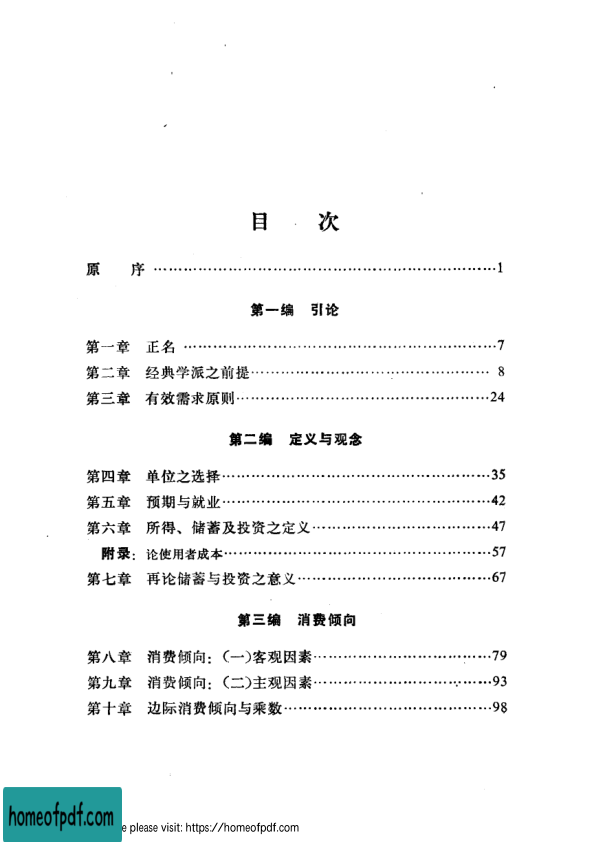 目 次
原 序 ……………………………………………………1
第一编 引论
第一章 正名 ……………………………………………7
第二章 经典学派之前提…………………………………… 8
第三章 有效需求原则……………………………………24
第二编 定义与观念
第四章 单位之选择………………………………………35
第五章 预期与就业………………………………………42
第六章 所得、储蓄及投资之定义…………………………47
附录：论使用者成本………………………………………57
第七章 再论储蓄与投资之意义……………………………67
第三编 消费倾向
第八章 消费倾向：(一)客观因素…………………………79
第九章 消费倾向：(二)主观因素…………………………93
第十章 边际消费倾向与乘数………………………………98
homeofpdf.com
please visit: https://homeofpdf.com